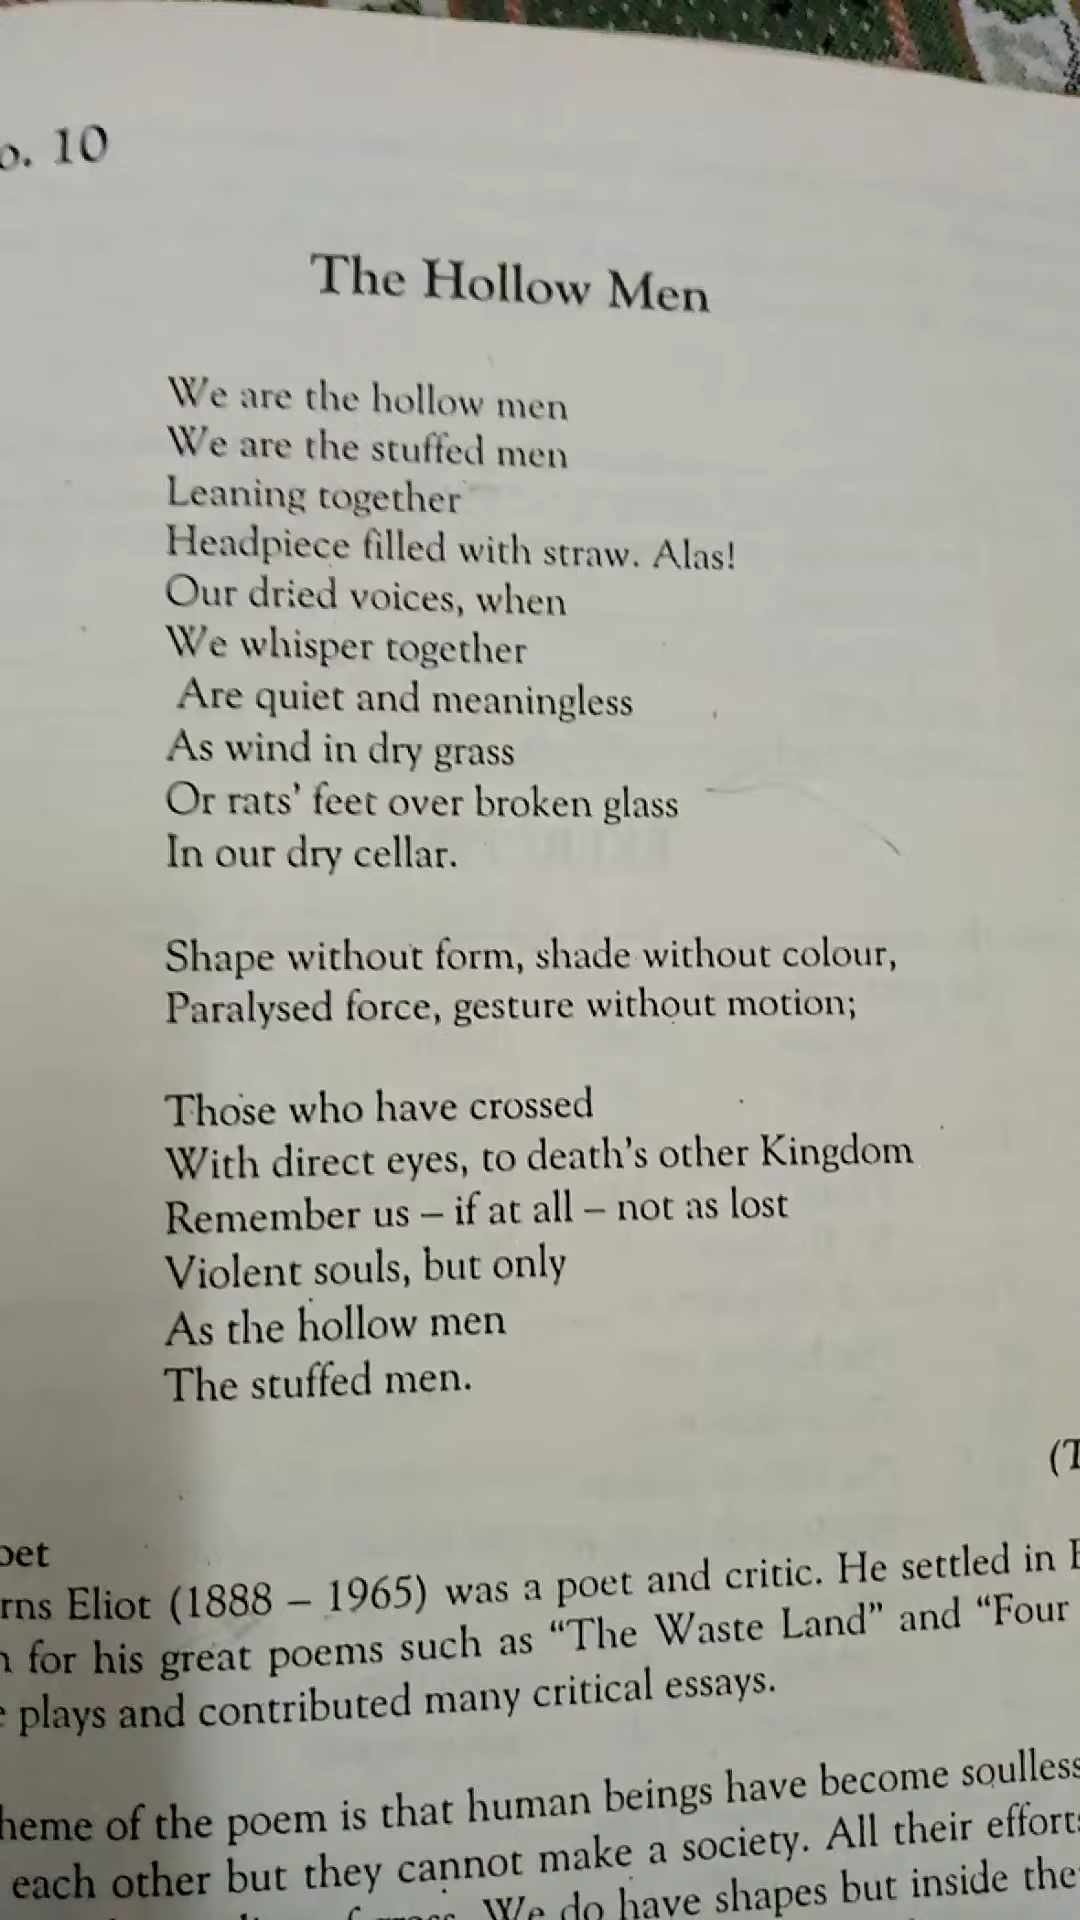 10
The Hollow Men
We are the hollow men
We are the stuffed men
Leaning together
Headpiece filled with straw. Alas!
Our dried voices, when
We whisper together
Are quiet and meaningless
As wind in dry grass
Or rats' feet over broken glass
In our dry cellar.
Shape without form, shade without colour,
Paralysed force, gesture without motion;
Those who have crossed
With direct eyes, to death's other Kingdom
Remember us – if at all – not as lost
Violent souls, but only
As the hollow men
The stuffed men.
Eliot (1888 – 1965) was a poet and critic. He settled in
for his great poems such as "The Waste Land" and "Four
plays and contributed many critical essays.
of the poem is that human beings have become soulless
each other but they cannot make a society. All their efforts
We do have shapes but inside